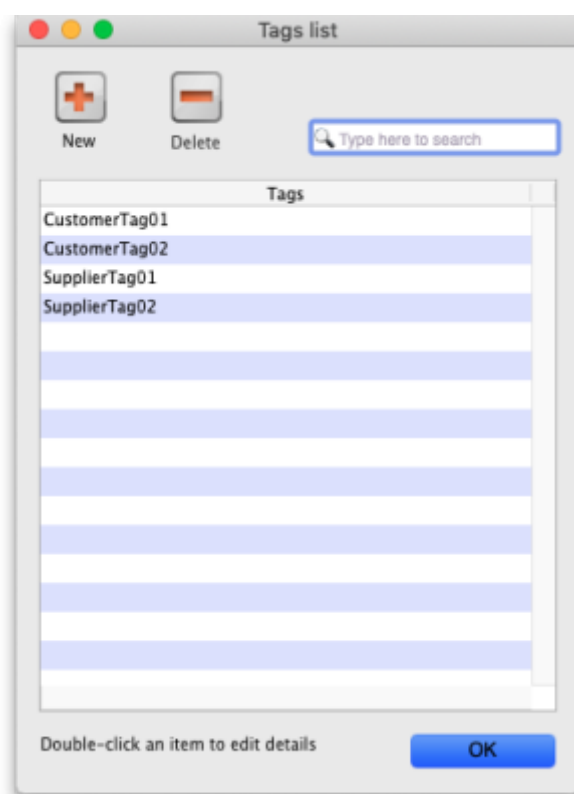 Tags list
New
Delete
Type here to search
Tags
CustomerTag01
CustomerTag02
SupplierTag01
SupplierTag02
Double-click an item to edit details
OK